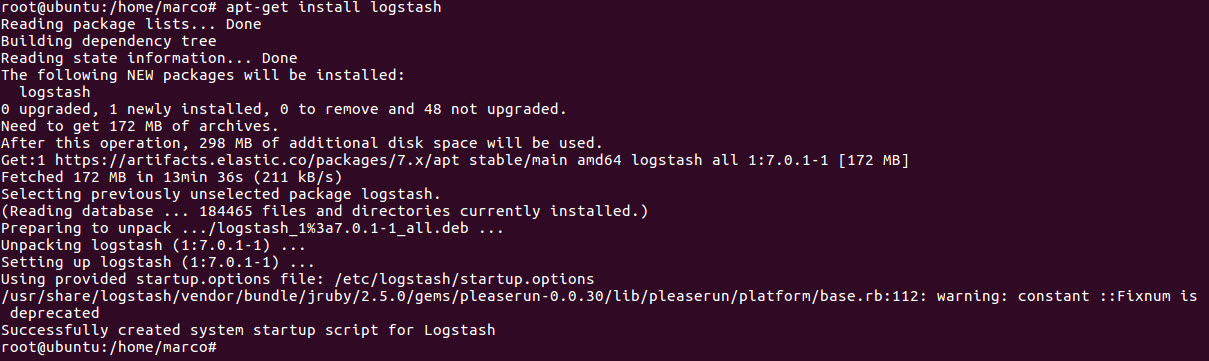 root@ubuntu:/home/marco# apt-get install logstash
Reading package lists... Done
Building dependency tree
Reading state information... Done
The following NEW packages will be installed:
  logstash
0 upgraded, 1 newly installed, 0 to remove and 48 not upgraded.
Need to get 172 MB of archives.
After this operation, 298 MB of additional disk space will be used.
Get:1 https://artifacts.elastic.co/packages/7.x/apt stable/main amd64 logstash all 1:7.0.1-1 [172 MB]
Fetched 172 MB in 13min 36s (211 kB/s)
Selecting previously unselected package logstash.
(Reading database ... 184465 files and directories currently installed.)
Preparing to unpack .../logstash_1%3a7.0.1-1_all.deb ...
Unpacking logstash (1:7.0.1-1) ...
Setting up logstash (1:7.0.1-1) ...
Using provided startup.options file: /etc/logstash/startup.options
/usr/share/logstash/vendor/bundle/jruby/2.5.0/gems/pleaserun-0.0.30/lib/pleaserun/platform/base.rb:112: warning: constant ::Fixnum is
 deprecated
Successfully created system startup script for Logstash
root@ubuntu:/home/marco#